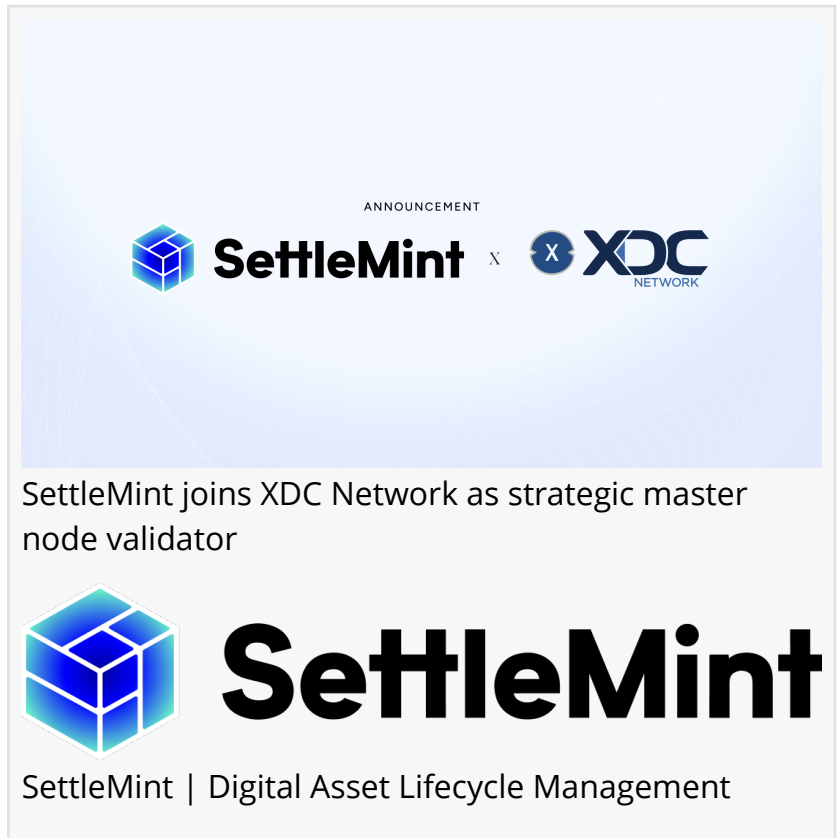 ANNOUNCEMENT
SettleMint x X XDC
NETWORK
SettleMint joins XDC Network as strategic master
node validator
SettleMint
SettleMint | Digital Asset Lifecycle Management